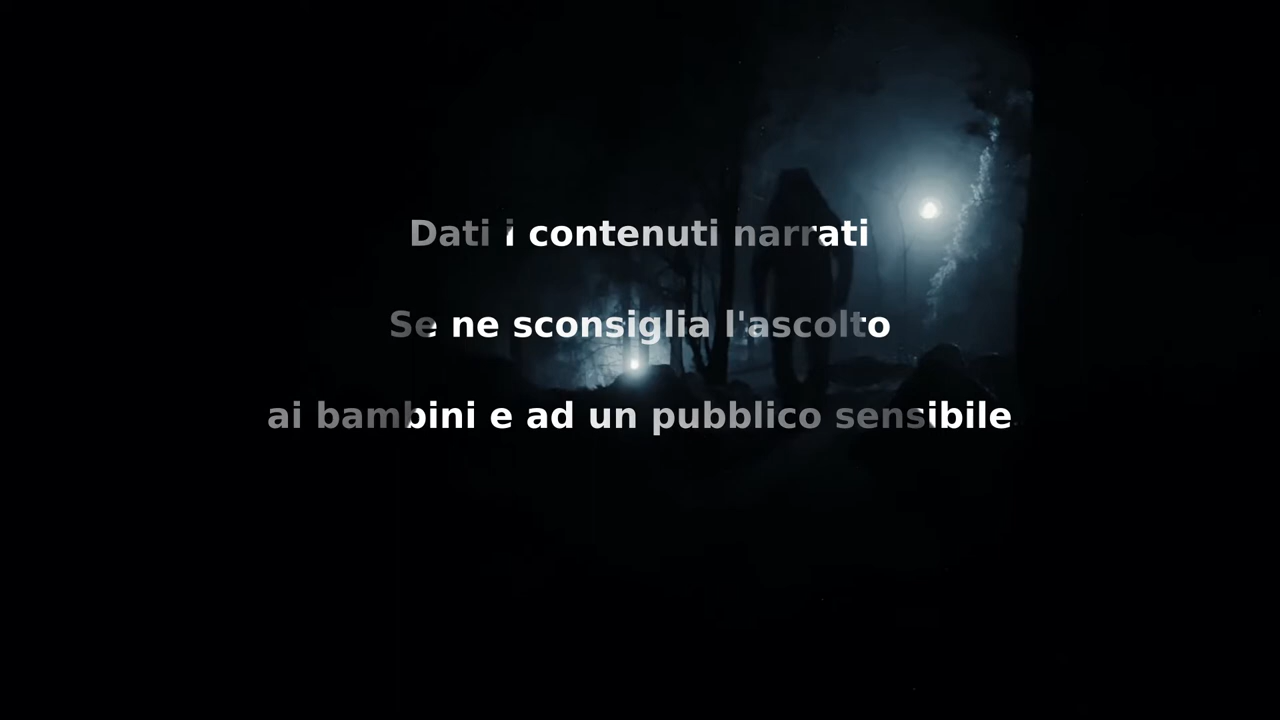 Dati i contenuti narrati
Se ne sconsiglia l'ascolto
ai bambini e ad un pubblico sensibile